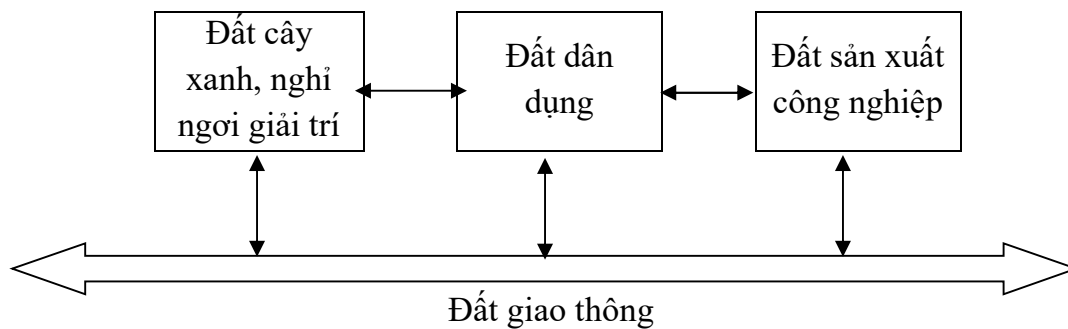 Đất cây
xanh, nghỉ
ngơi giải trí
Đất dân
dụng
Đất sản xuất
công nghiệp
Đất giao thông